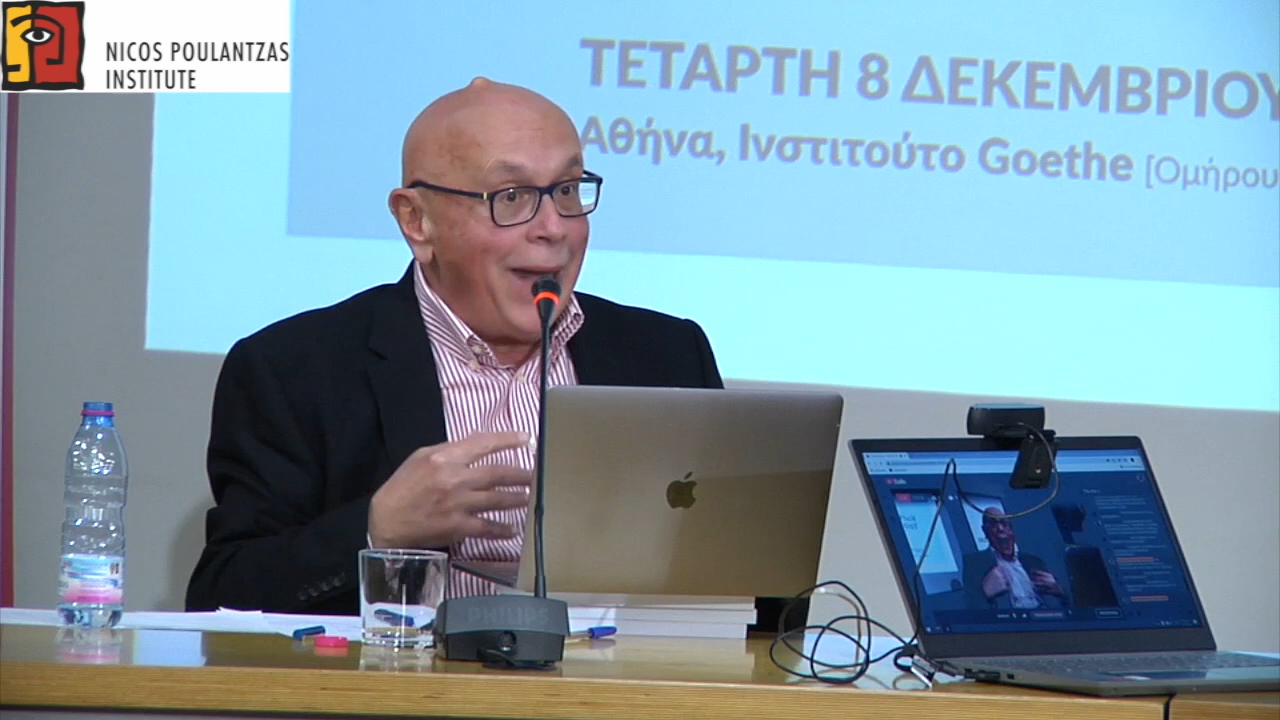 NICOS POULANTZAS
INSTITUTE
ΤΕΤΑΡΤΗ 8 ΔΕΚΕΜΒΡΙΟΥ
Αθήνα, Ινστιτούτο Goethe [Ομήρου
PHILIPS